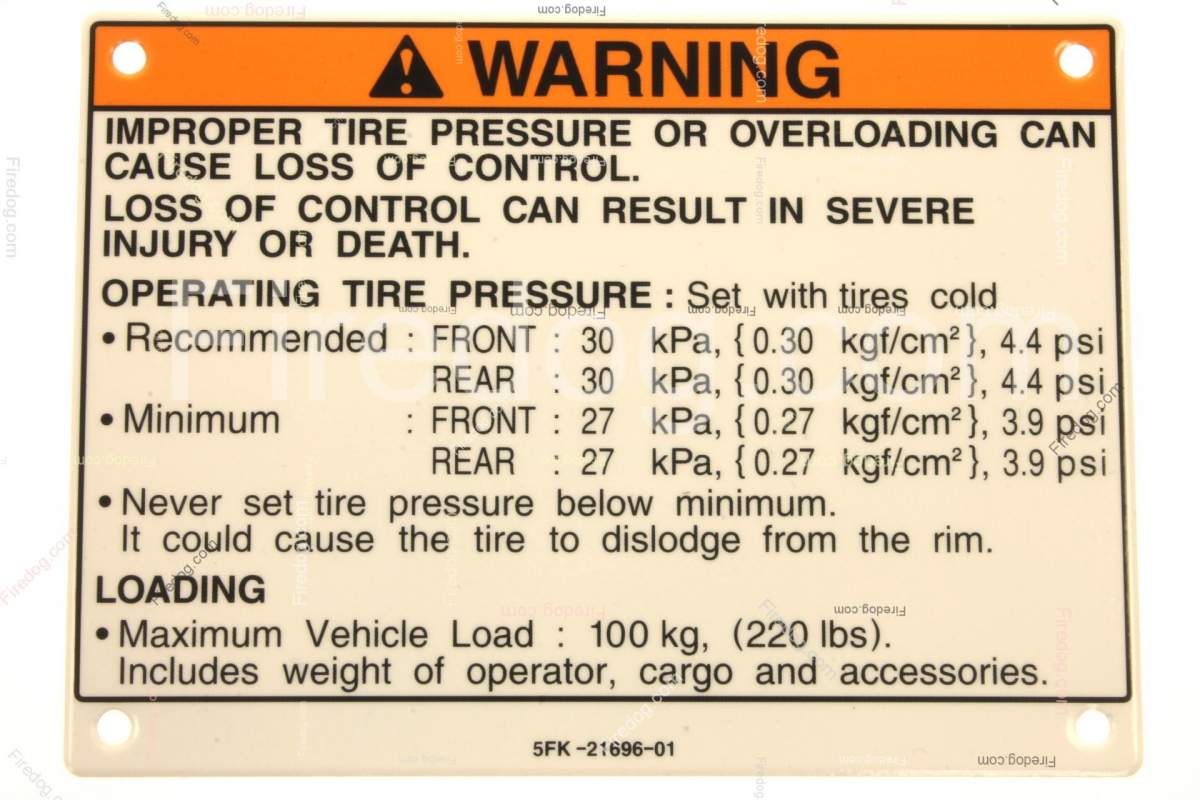 WARNING
IMPROPER TIRE PRESSURE OR OVERLOADING CAN
CAUSE LOSS OF CONTROL.
LOSS OF CONTROL CAN RESULT IN SEVERE
INJURY OR DEATH.
OPERATING TIRE PRESSURE : Set with tires cold
• Recommended : FRONT : 30 kPa, {0.30 kgf/cm²}, 4.4 psi
REAR : 30 kPa, {0.30 kgf/cm²}, 4.4 psi
• Minimum : FRONT : 27 kPa, {0.27 kgf/cm²}, 3.9 psi
REAR : 27 kPa, {0.27 kgf/cm²}, 3.9 psi
• Never set tire pressure below minimum.
It could cause the tire to dislodge from the rim.
LOADING
• Maximum Vehicle Load : 100 kg, (220 lbs).
Includes weight of operator, cargo and accessories.
5FK-21696-01
Firedog.com